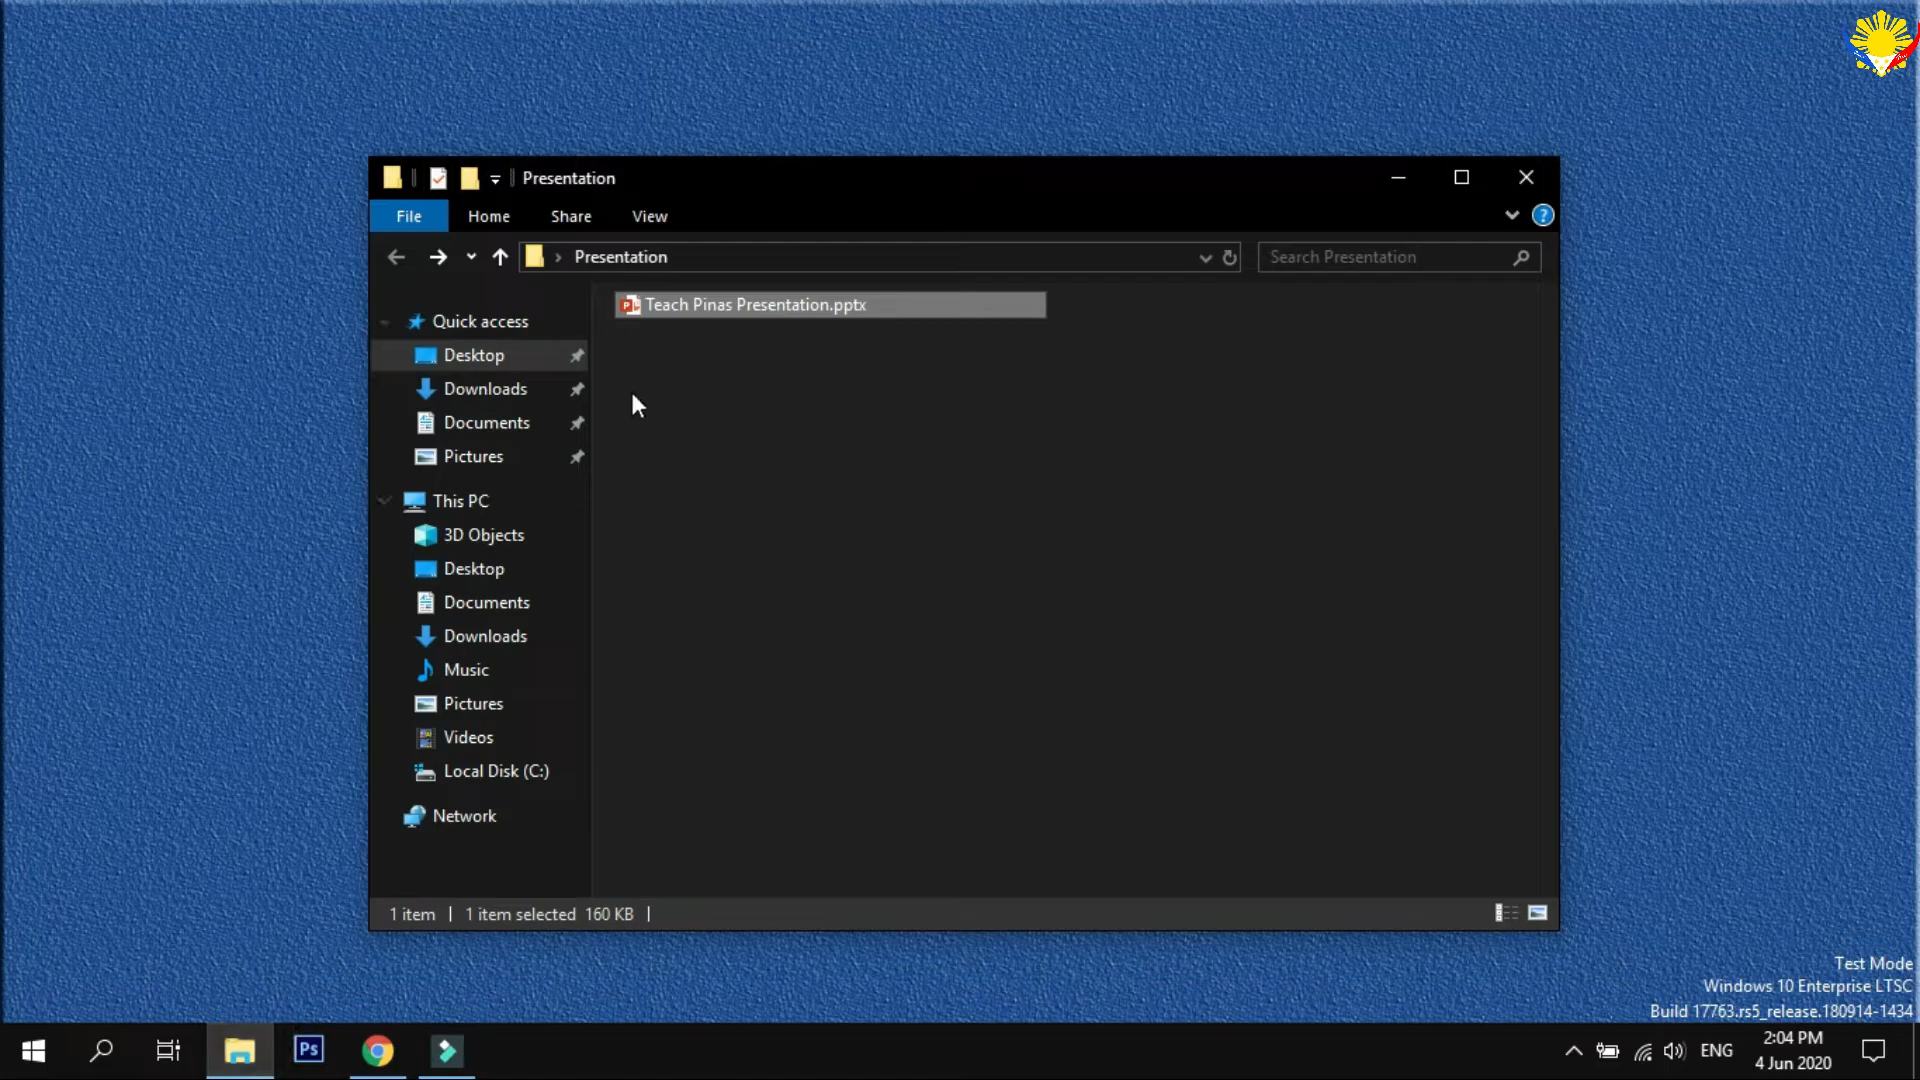 Presentation
File Home Share View
Presentation Search Presentation
Teach Pinas Presentation.pptx
Quick access
Desktop
Downloads
Documents
Pictures
This PC
3D Objects
Desktop
Documents
Downloads
Music
Pictures
Videos
Local Disk (C:)
Network
1 item 1 item selected 160 KB
Test Mode
Windows 10 Enterprise LTSC
Build 17763.rs5_release.180914-1434
Ps
ENG
2:04 PM
4 Jun 2020